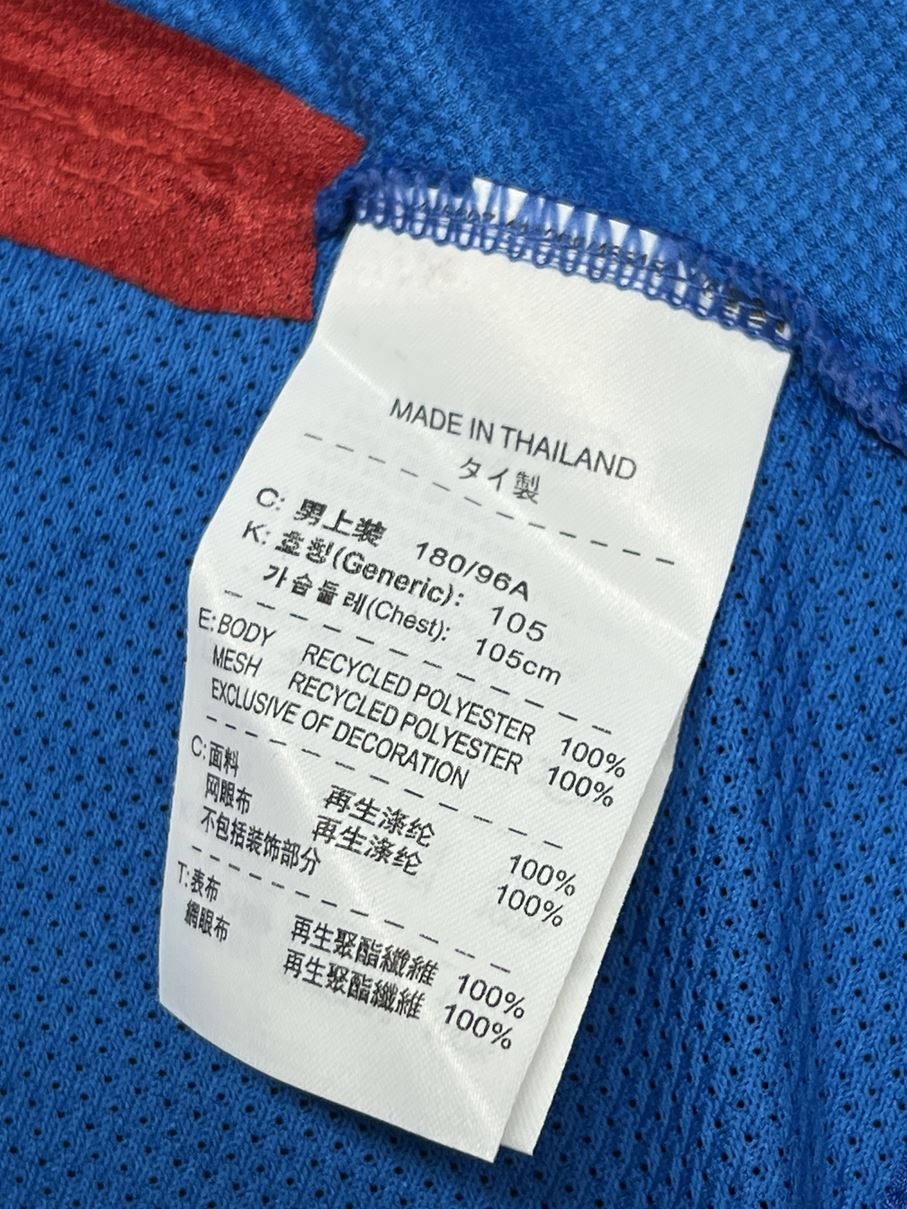 MADE IN THAILAND
タイ製
C: 男上装 180/96A
K: 호칭(Generic): 105
가슴둘레(Chest): 105cm
E: BODY RECYCLED POLYESTER 100%
MESH RECYCLED POLYESTER 100%
EXCLUSIVE OF DECORATION
C: 面料 再生涤纶 100%
网眼布 再生涤纶 100%
不包括装饰部分
T: 表布 再生聚酯纖維 100%
網眼布 再生聚酯纖維 100%